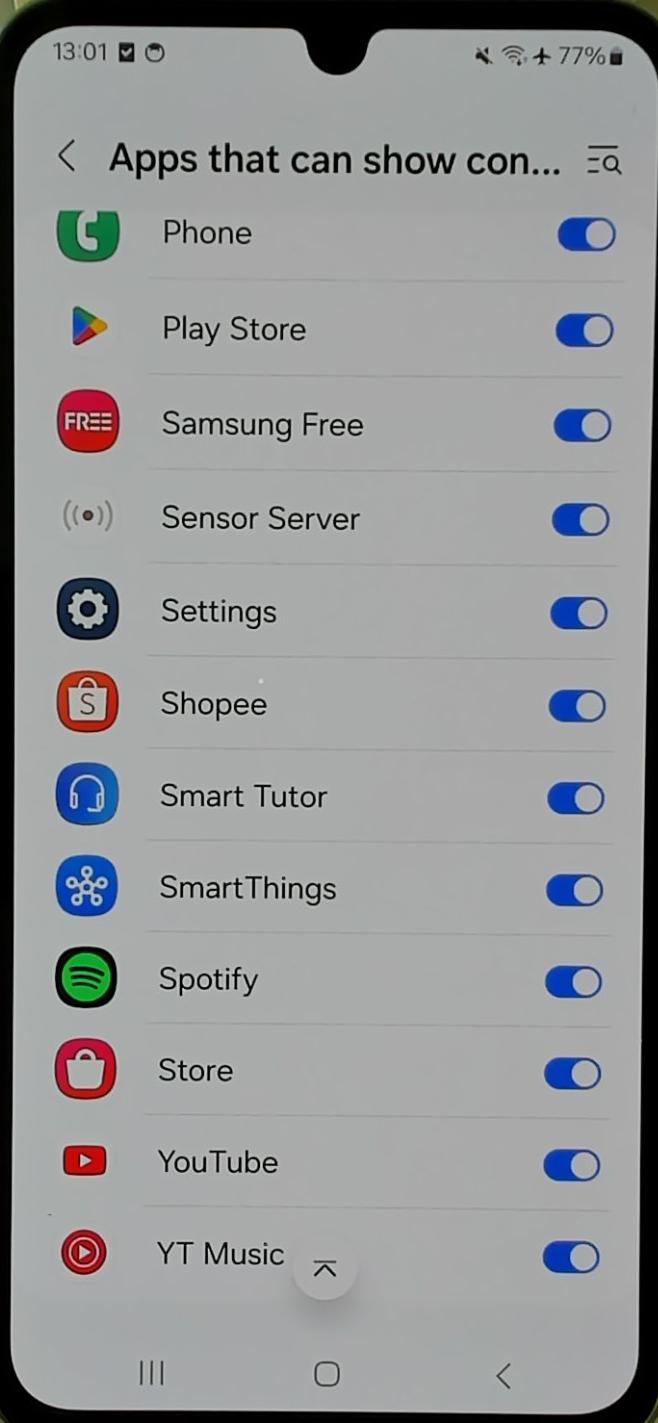 13:01
77%
Apps that can show con...
Phone
Play Store
FREE
Samsung Free
Sensor Server
Settings
S
Shopee
Smart Tutor
SmartThings
Spotify
Store
YouTube
YT Music